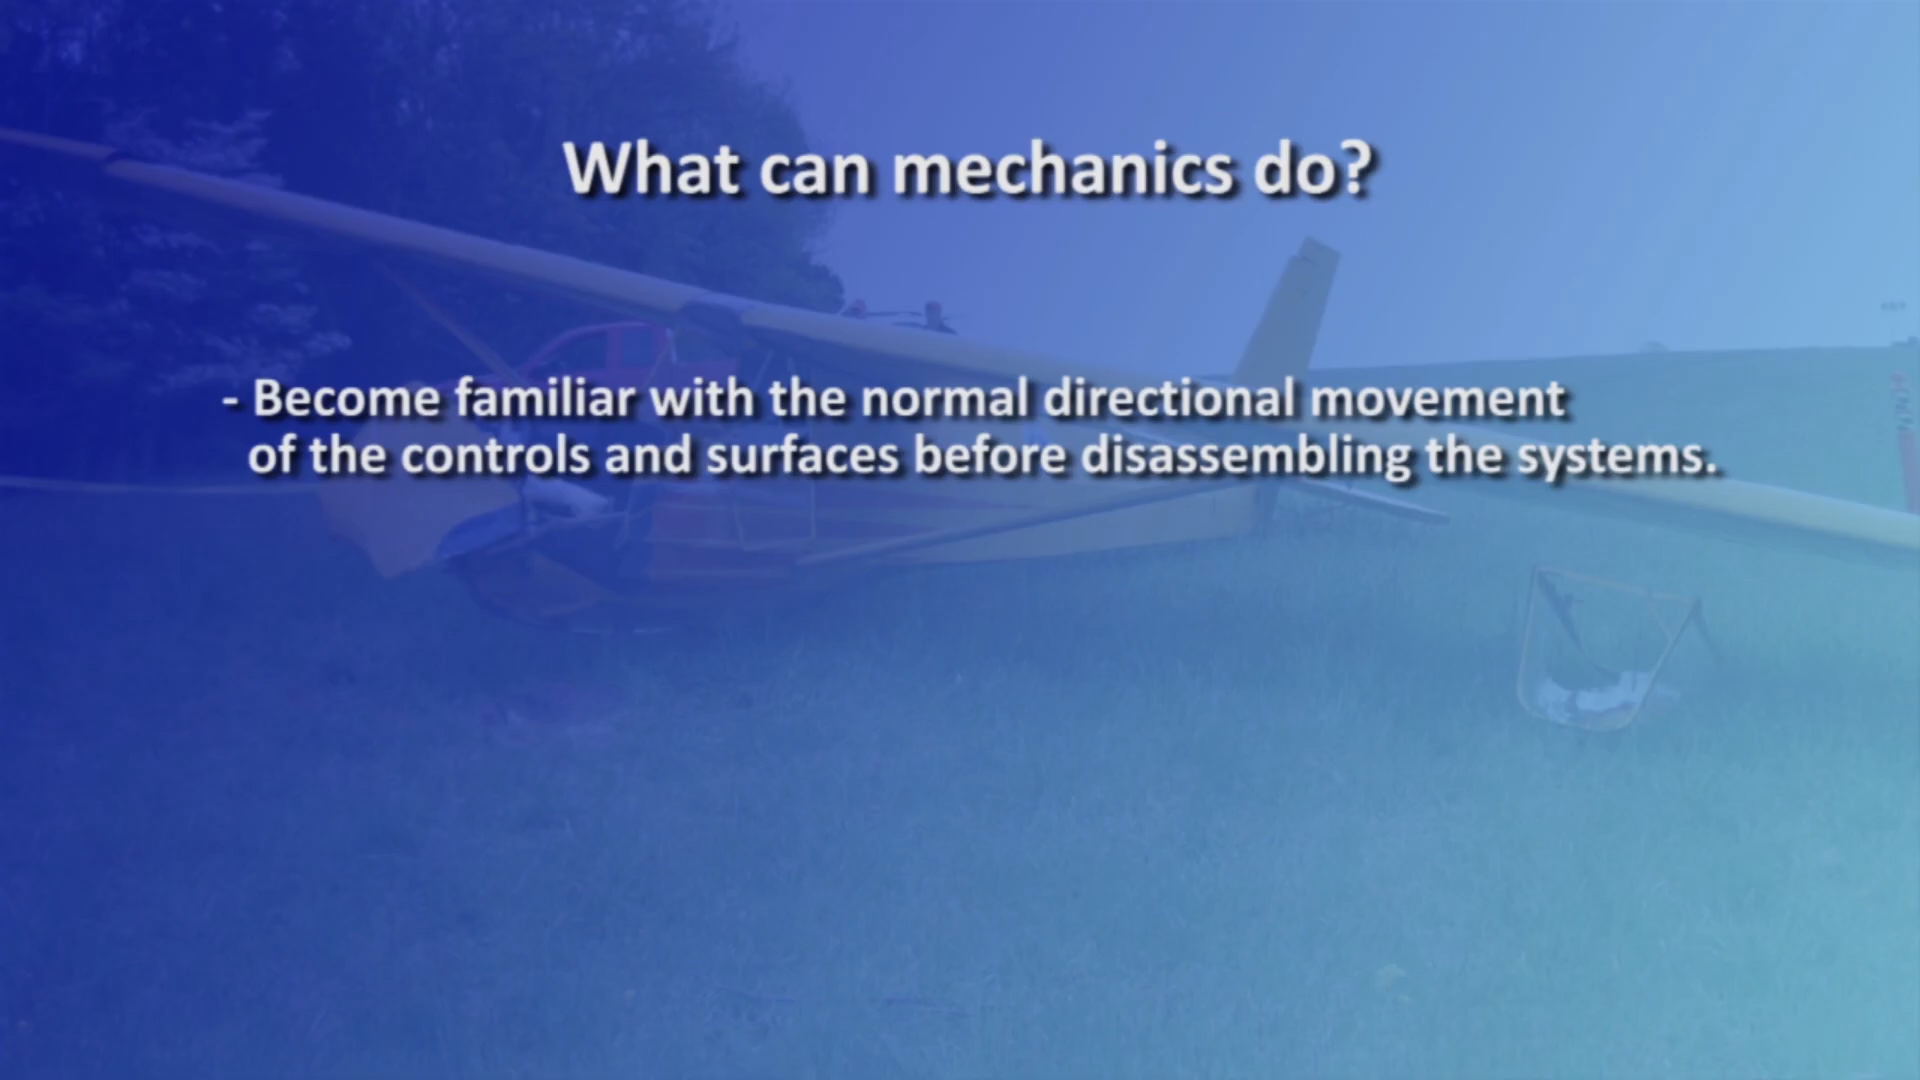 What can mechanics do?
- Become familiar with the normal directional movement
of the controls and surfaces before disassembling the systems.